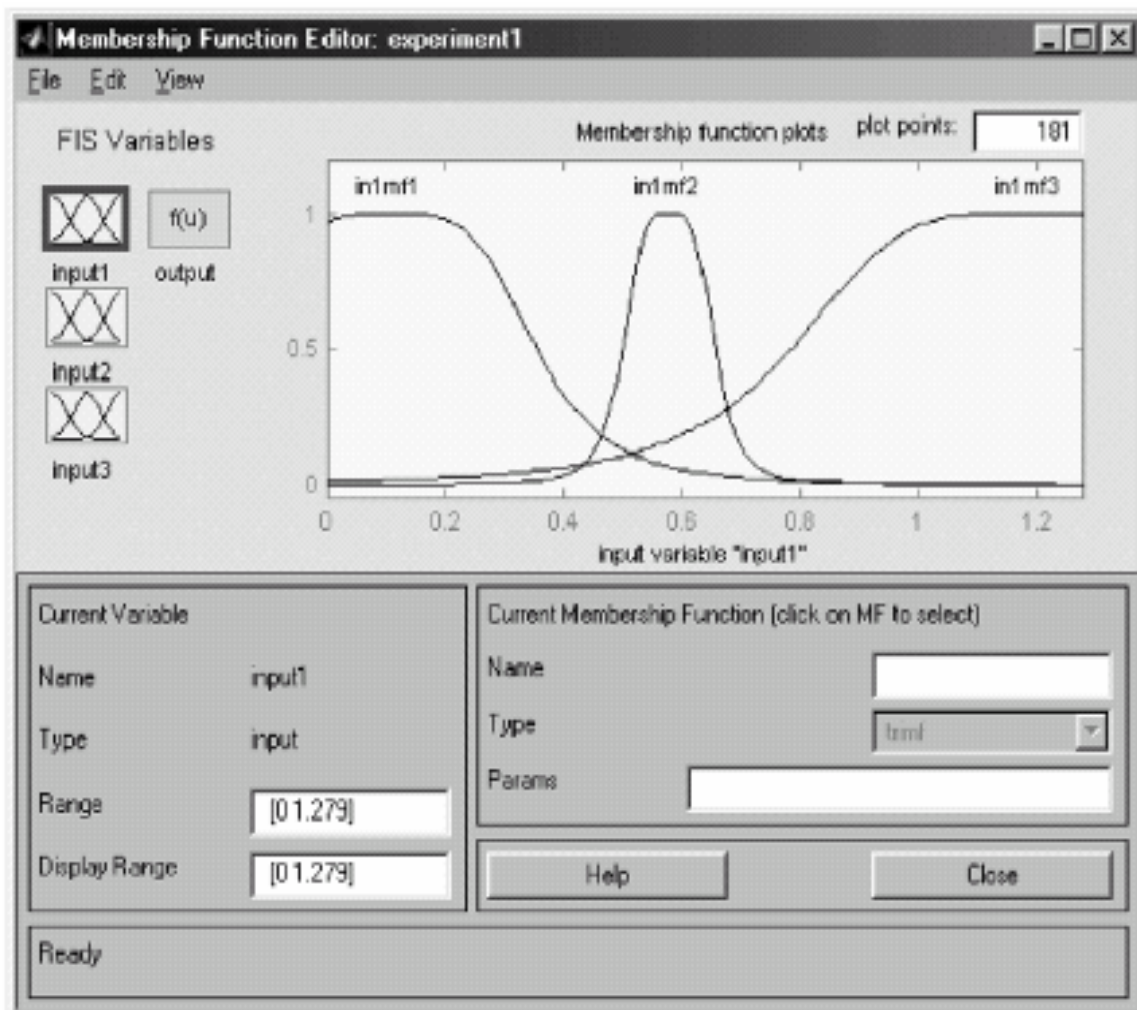 Membership Function Editor: experiment1
File Edit View
FIS Variables
Membership function plots plot points: 181
input1
f(u)
output
input2
input3
in1mf1 in1mf2 in1mf3
1
0.5
0
0 0.2 0.4 0.6 0.8 1 1.2
input variable "input1"
Current Variable
Name input1
Type input
Range [0 1.279]
Display Range [0 1.279]
Current Membership Function (click on MF to select)
Name
Type trimf
Params
Help Close
Ready